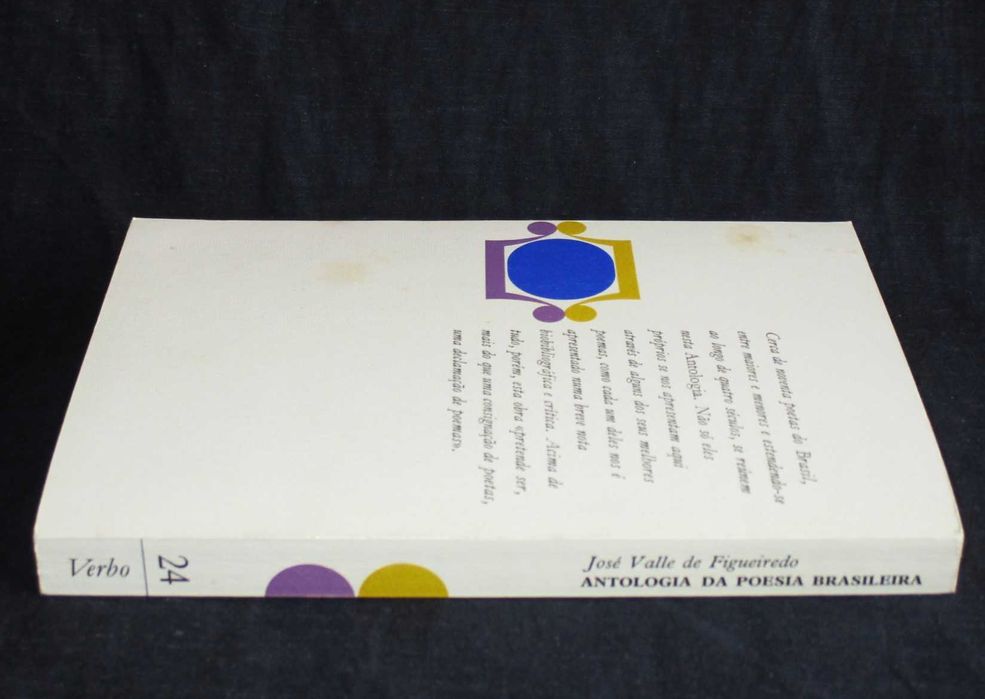 Cerca de noventa poetas do Brasil,
entre maiores e menores e estendendo-se
ao longo de quatro séculos, se reúnem
nesta Antologia. Não só eles
próprios se nos apresentam aqui
através de alguns dos seus melhores
poemas, como cada um deles nos é
apresentado numa breve nota
biobibliográfica e crítica. Acima de
tudo, porém, esta obra «pretende ser,
mais do que uma consignação de poetas,
uma declamação de poemas».
Verbo
24
José Valle de Figueiredo
ANTOLOGIA DA POESIA BRASILEIRA